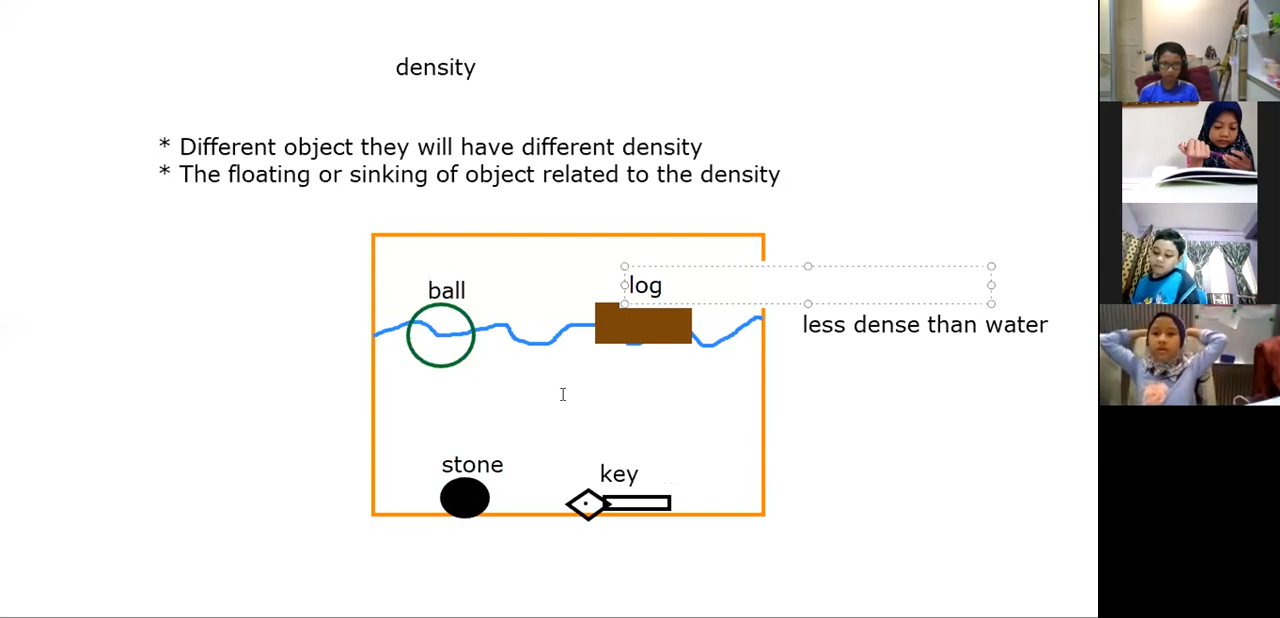 density
* Different object they will have different density
* The floating or sinking of object related to the density
ball
log
less dense than water
stone
key